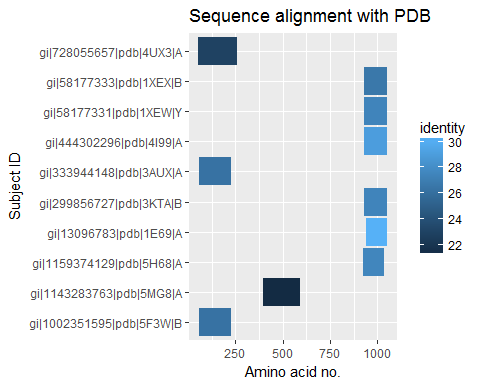 Sequence alignment with PDB
gi|728055657|pdb|4UX3|A
gi|58177333|pdb|1XEX|B
gi|58177331|pdb|1XEW|Y
gi|444302296|pdb|4I99|A
gi|333944148|pdb|3AUX|A
gi|299856727|pdb|3KTA|B
gi|13096783|pdb|1E69|A
gi|1159374129|pdb|5H68|A
gi|1143283763|pdb|5MG8|A
gi|1002351595|pdb|5F3W|B
Subject ID
250 500 750 1000
Amino acid no.
identity
30
28
26
24
22